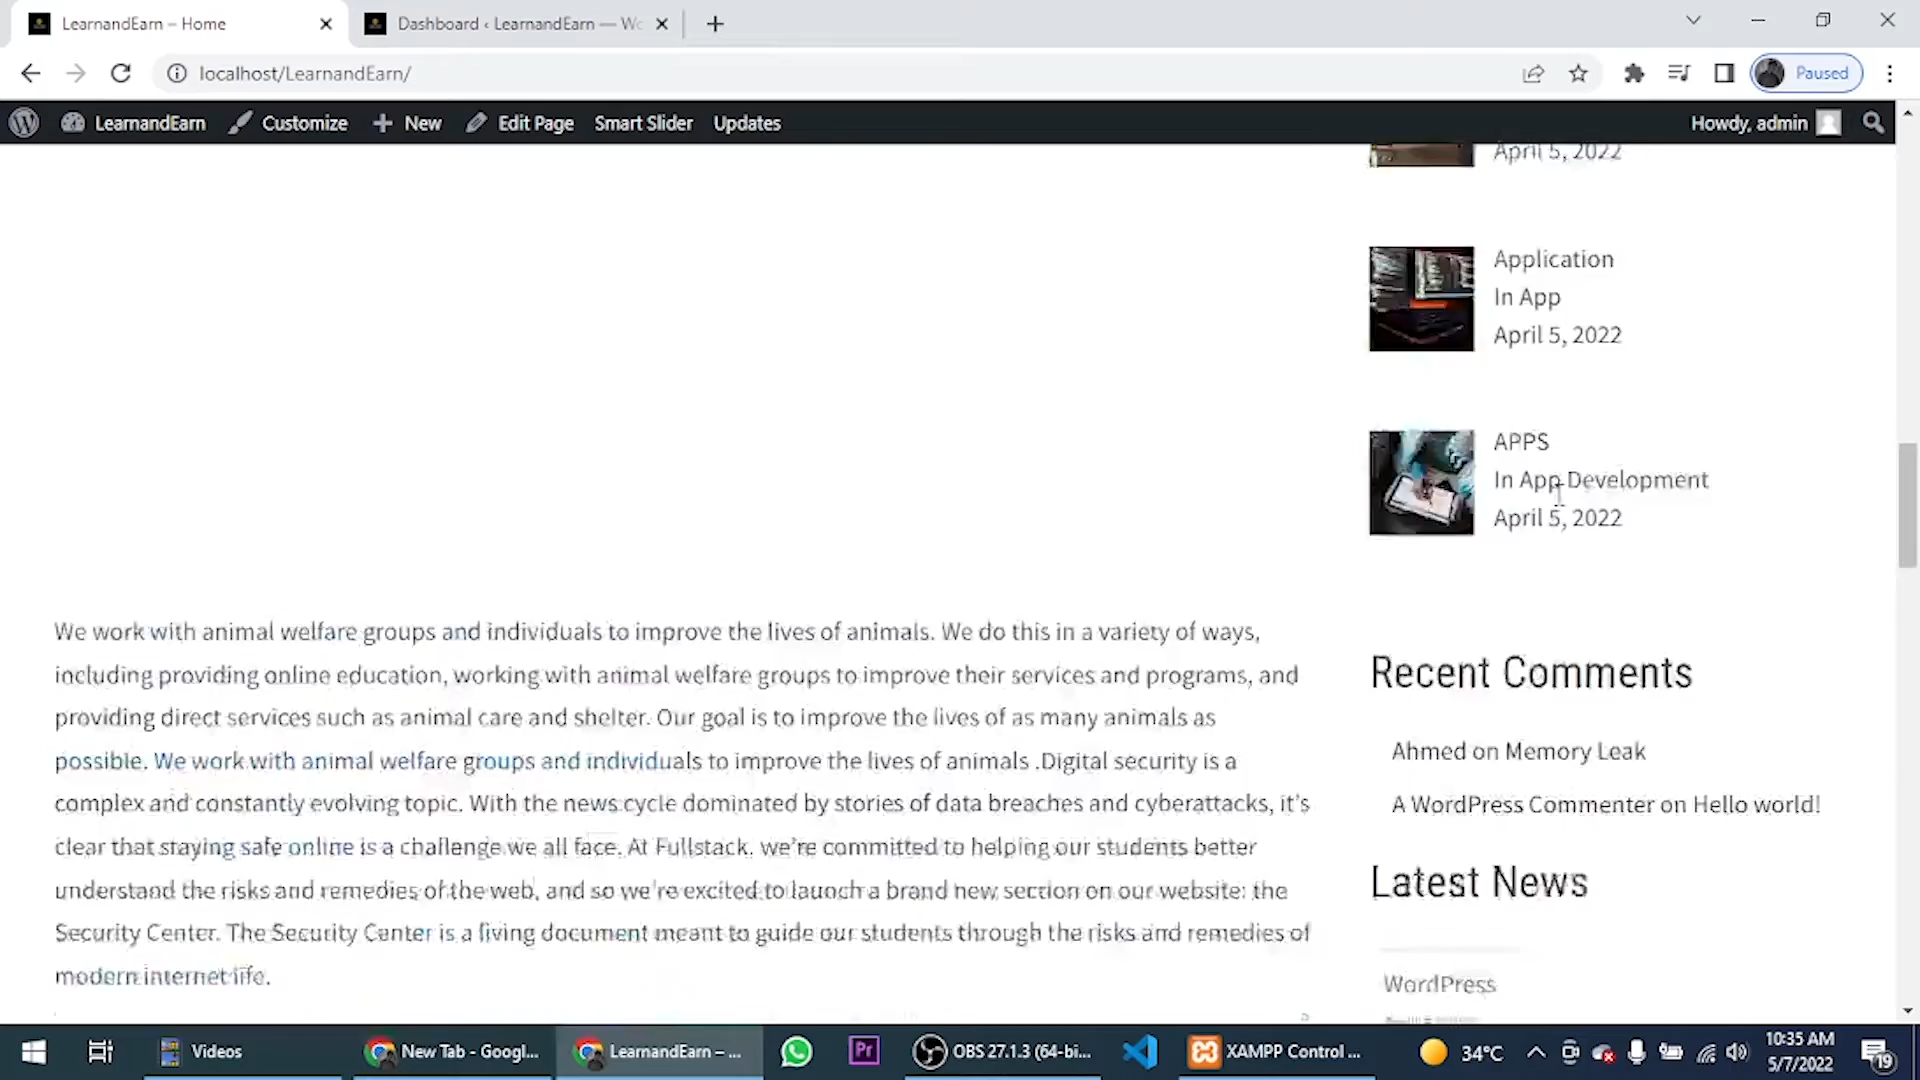 LearnandEarn – Home
Dashboard ‹ LearnandEarn — Wo
localhost/LearnandEarn/
Paused
LearnandEarn
Customize
New
Edit Page
Smart Slider
Updates
Howdy, admin
April 5, 2022
Application
In App
April 5, 2022
APPS
In App Development
April 5, 2022
We work with animal welfare groups and individuals to improve the lives of animals. We do this in a variety of ways,
including providing online education, working with animal welfare groups to improve their services and programs, and
providing direct services such as animal care and shelter. Our goal is to improve the lives of as many animals as
possible. We work with animal welfare groups and individuals to improve the lives of animals .Digital security is a
complex and constantly evolving topic. With the news cycle dominated by stories of data breaches and cyberattacks, it's
clear that staying safe online is a challenge we all face. At Fullstack. we're committed to helping our students better
understand the risks and remedies of the web, and so we're excited to launch a brand new section on our website: the
Security Center. The Security Center is a living document meant to guide our students through the risks and remedies of
modern internet life.
Recent Comments
Ahmed on Memory Leak
A WordPress Commenter on Hello world!
Latest News
WordPress
Videos
New Tab - Googl...
LearnandEarn – ...
Pr
OBS 27.1.3 (64-bi...
XAMPP Control ...
34°C
10:35 AM
5/7/2022
19